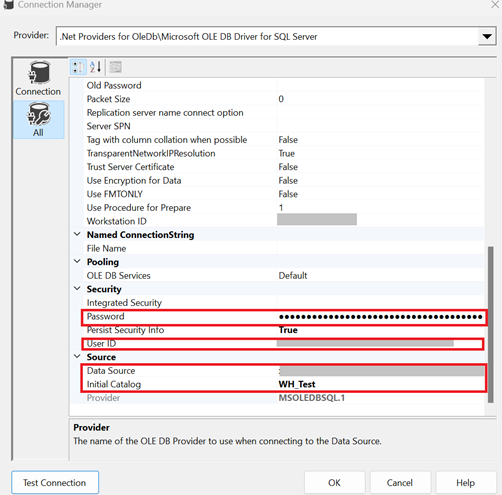 Connection Manager
Provider: .Net Providers for OleDb\Microsoft OLE DB Driver for SQL Server
Connection
All
Old Password
Packet Size 0
Replication server name connect option
Server SPN
Tag with column collation when possible False
TransparentNetworkIPResolution True
Trust Server Certificate False
Use Encryption for Data False
Use FMTONLY False
Use Procedure for Prepare 1
Workstation ID
Named ConnectionString
File Name
Pooling
OLE DB Services Default
Security
Integrated Security
Password ●●●●●●●●●●●●●●●●●●●●●●●●●●●●●●●●●●
Persist Security Info True
User ID
Source
Data Source
Initial Catalog WH_Test
Provider MSOLEDBSQL.1
Provider
The name of the OLE DB Provider to use when connecting to the Data Source.
Test Connection OK Cancel Help